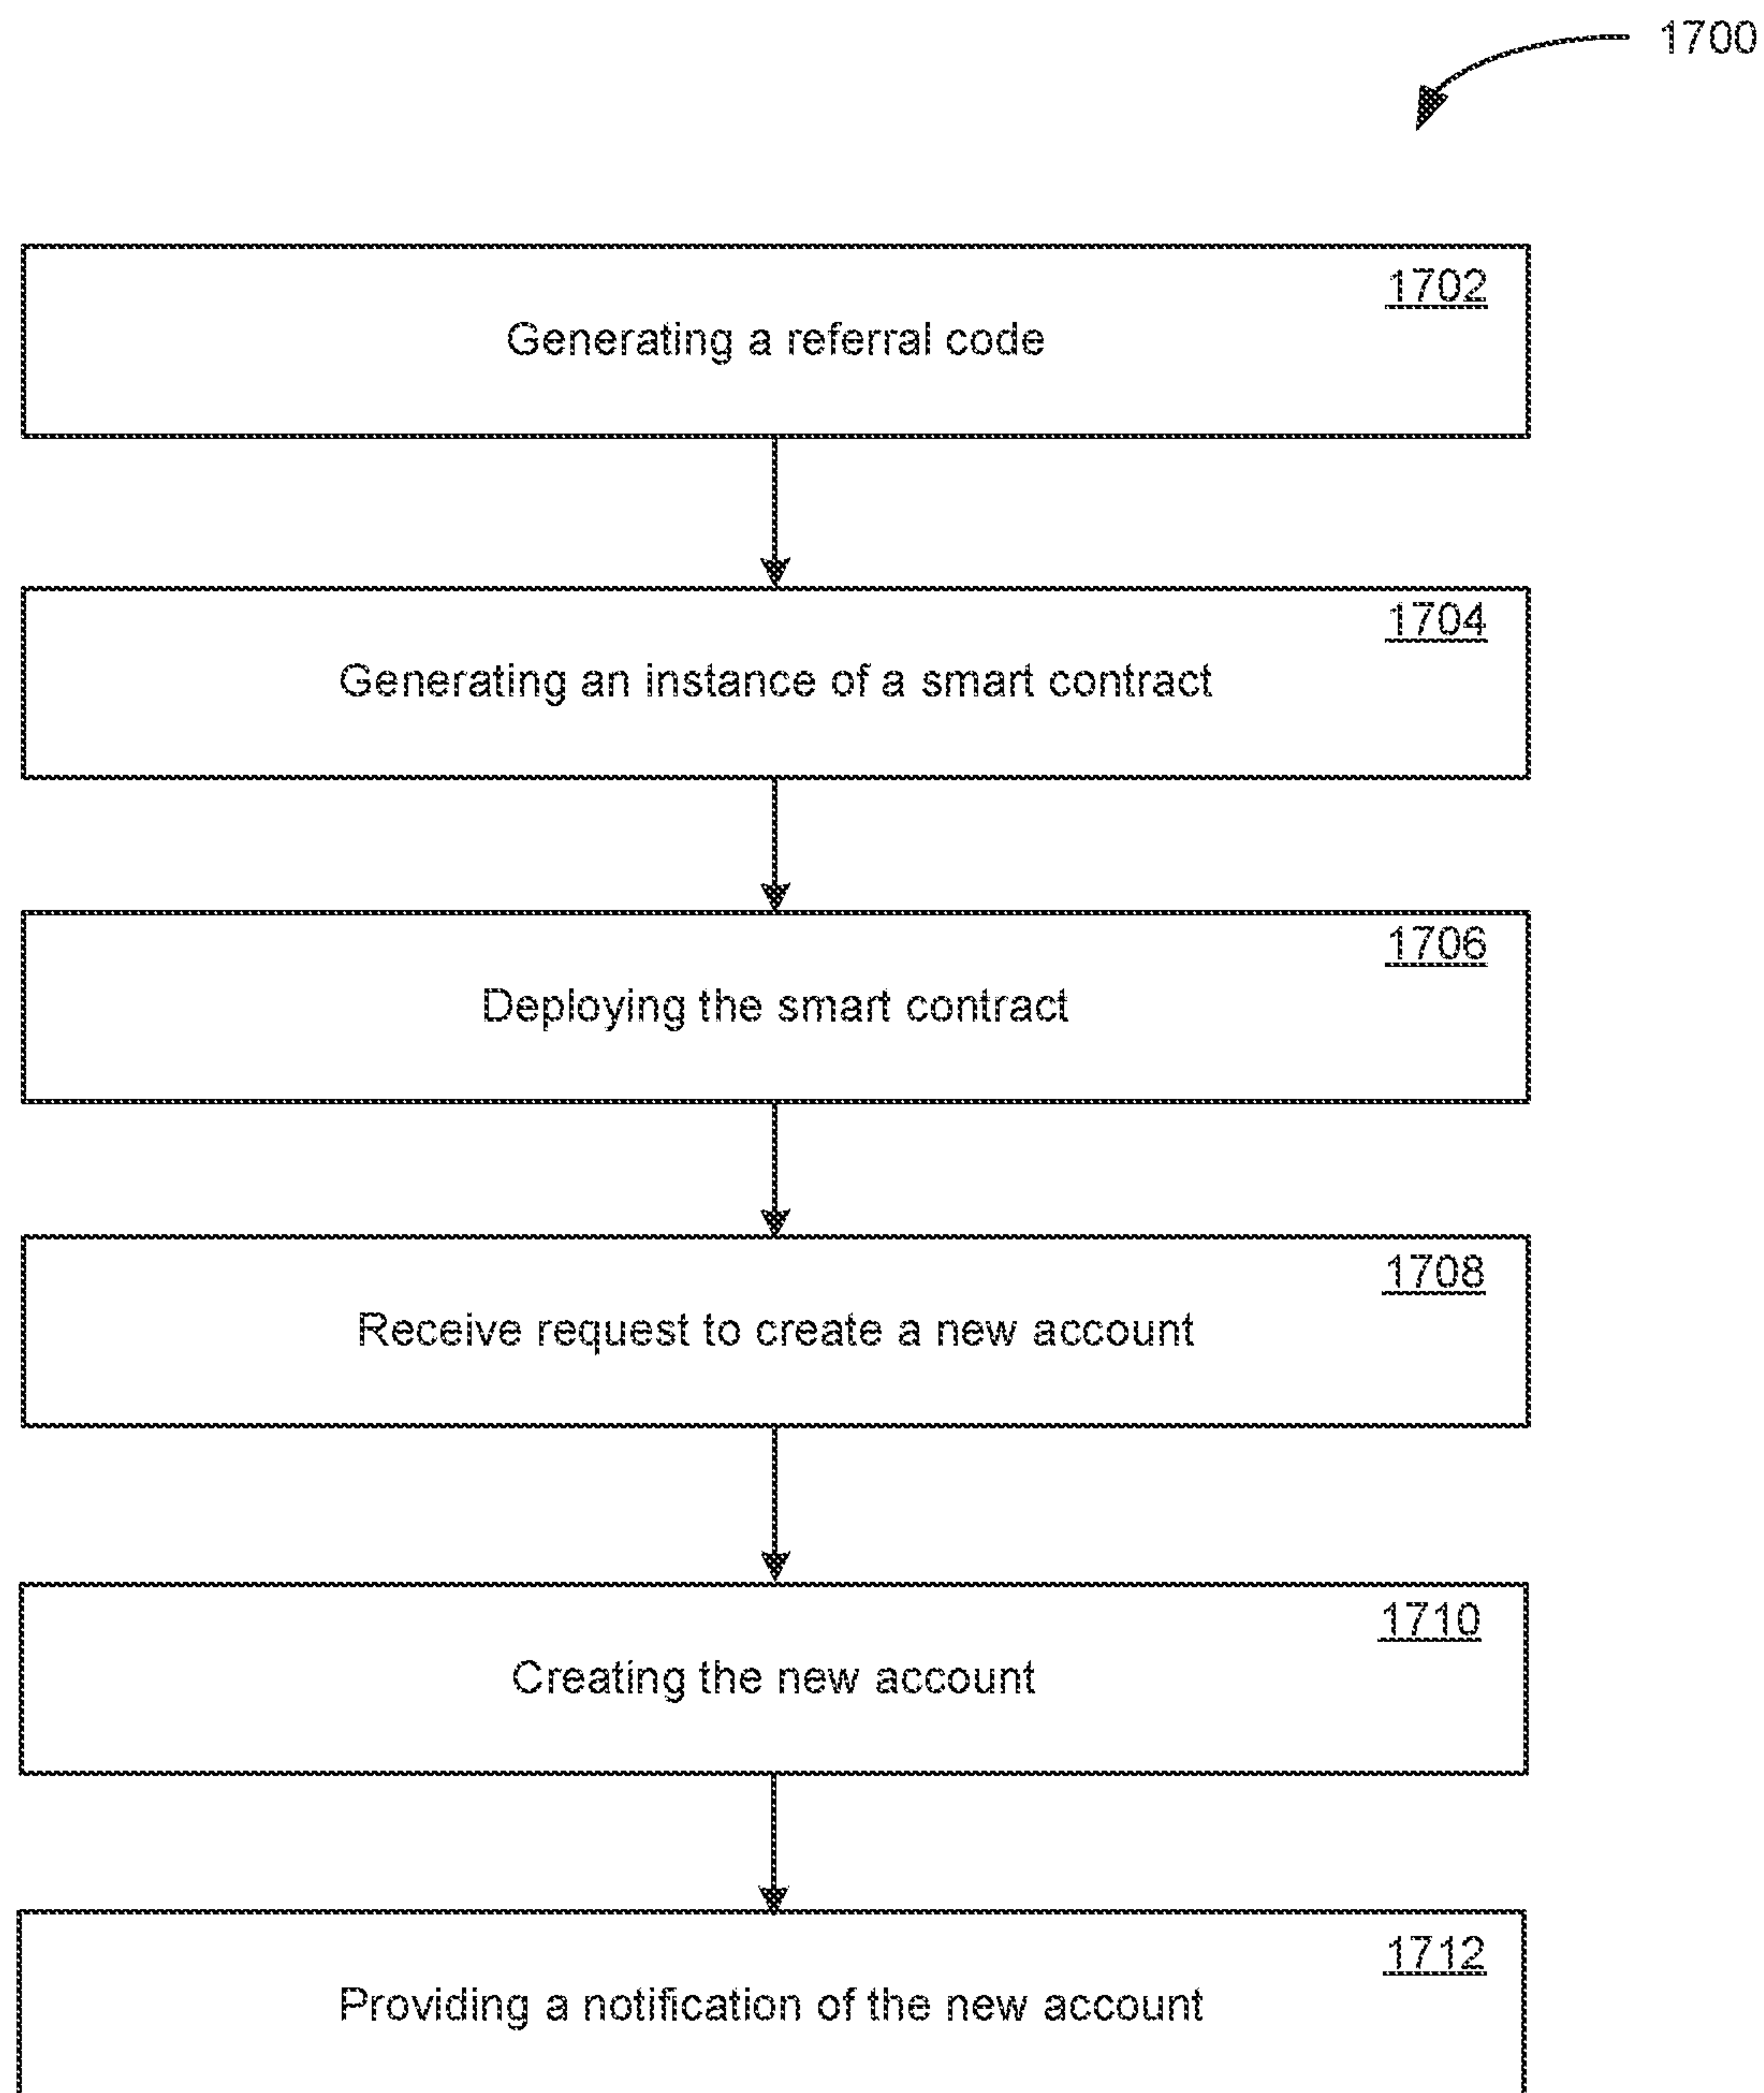 1700
1702
Generating a referral code
1704
Generating an instance of a smart contract
1706
Deploying the smart contract
1708
Receive request to create a new account
1710
Creating the new account
1712
Providing a notification of the new account